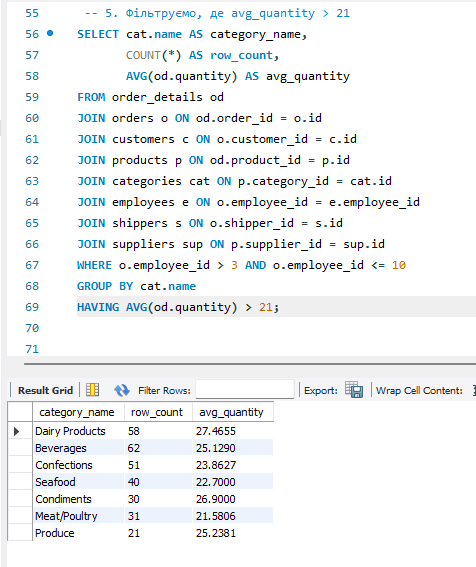 55 -- 5. Фільтруємо, де avg_quantity > 21
56 SELECT cat.name AS category_name,
57 COUNT(*) AS row_count,
58 AVG(od.quantity) AS avg_quantity
59 FROM order_details od
60 JOIN orders o ON od.order_id = o.id
61 JOIN customers c ON o.customer_id = c.id
62 JOIN products p ON od.product_id = p.id
63 JOIN categories cat ON p.category_id = cat.id
64 JOIN employees e ON o.employee_id = e.employee_id
65 JOIN shippers s ON o.shipper_id = s.id
66 JOIN suppliers sup ON p.supplier_id = sup.id
67 WHERE o.employee_id > 3 AND o.employee_id <= 10
68 GROUP BY cat.name
69 HAVING AVG(od.quantity) > 21;
70
71
Result Grid Filter Rows: Export: Wrap Cell Content:
category_name row_count avg_quantity
Dairy Products 58 27.4655
Beverages 62 25.1290
Confections 51 23.8627
Seafood 40 22.7000
Condiments 30 26.9000
Meat/Poultry 31 21.5806
Produce 21 25.2381